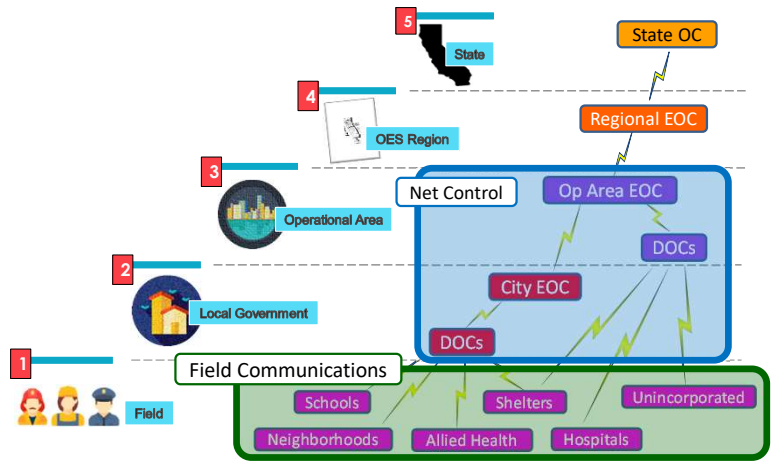 5
State
State OC
4
OES Region
Regional EOC
3
Operational Area
Net Control
Op Area EOC
DOCs
2
Local Government
City EOC
DOCs
1
Field
Field Communications
Schools
Shelters
Unincorporated
Neighborhoods
Allied Health
Hospitals